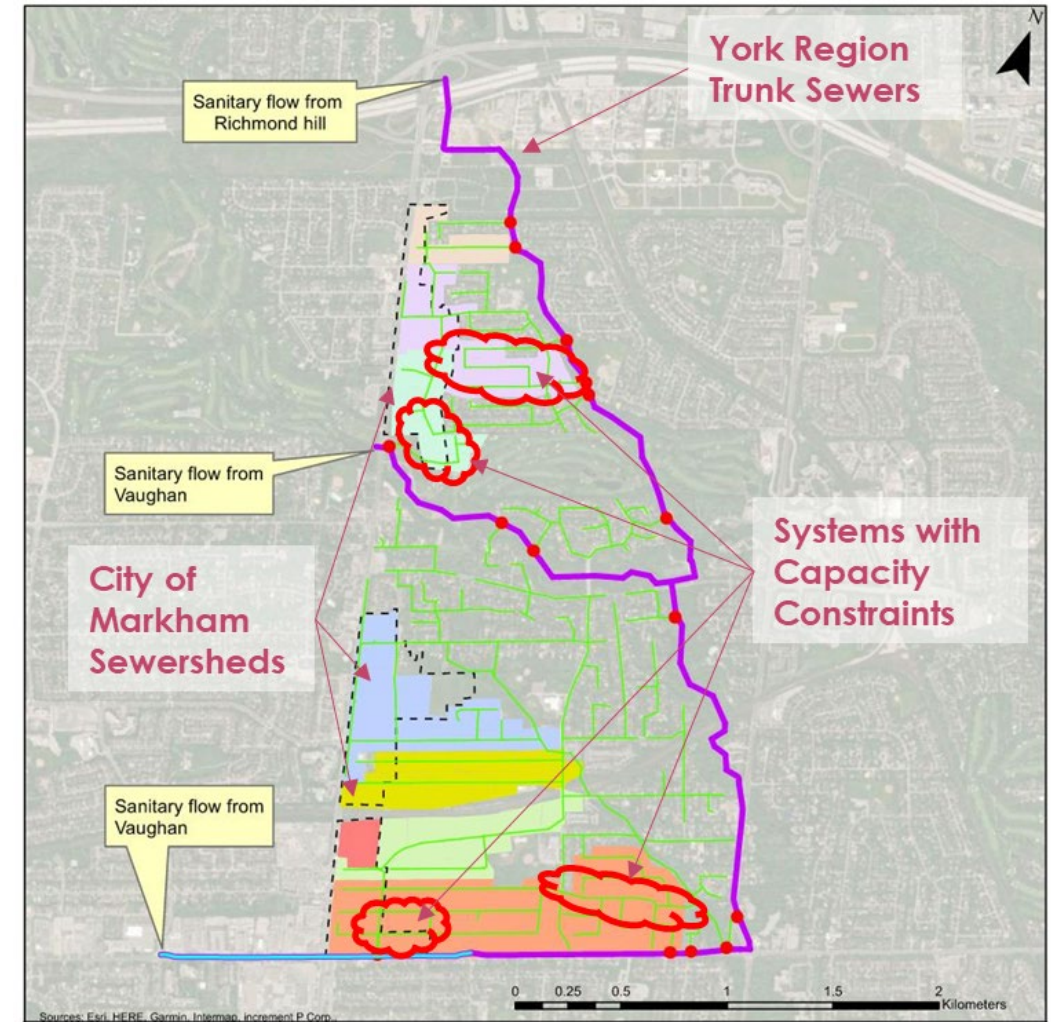 N
York Region
Trunk Sewers
Sanitary flow from
Richmond hill
Sanitary flow from
Vaughan
City of
Markham
Sewersheds
Systems with
Capacity
Constraints
Sanitary flow from
Vaughan
0 0.25 0.5 1 1.5 2
Kilometers
Sources: Esri, HERE, Garmin, Intermap, increment P Corp.,